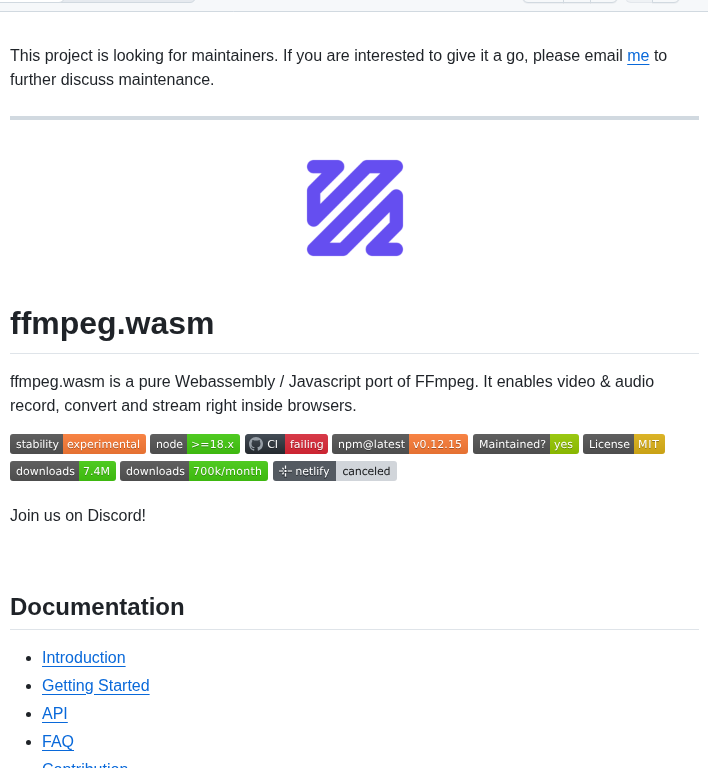 This project is looking for maintainers. If you are interested to give it a go, please email me to
further discuss maintenance.
ffmpeg.wasm
ffmpeg.wasm is a pure Webassembly / Javascript port of FFmpeg. It enables video & audio
record, convert and stream right inside browsers.
stability experimental node >=18.x CI failing npm@latest v0.12.15 Maintained? yes License MIT
downloads 7.4M downloads 700k/month netlify canceled
Join us on Discord!
Documentation
Introduction
Getting Started
API
FAQ
Contribution